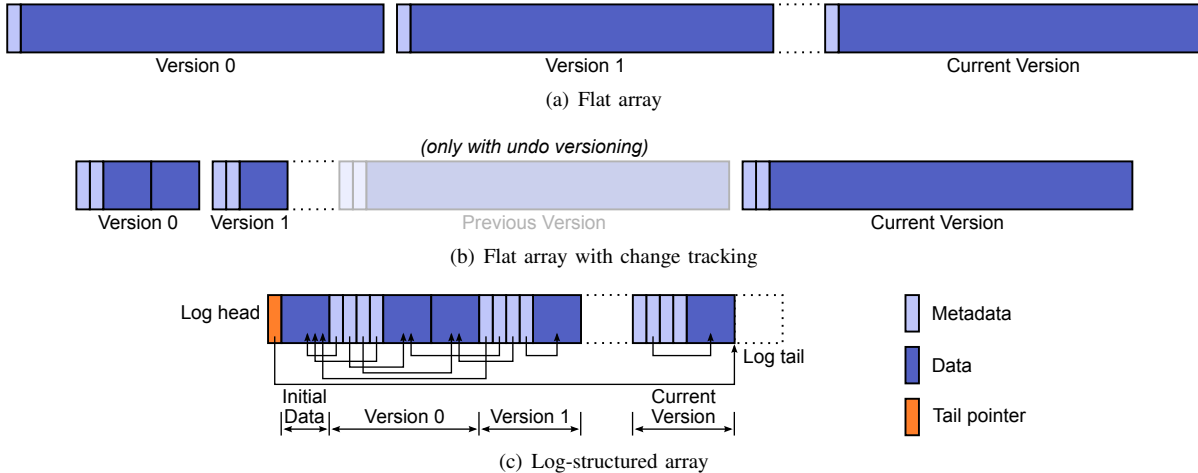 Version 0
Version 1
Current Version
(a) Flat array
(only with undo versioning)
Version 0
Version 1
Previous Version
Current Version
(b) Flat array with change tracking
Log head
Log tail
Initial
Data
Version 0
Version 1
Current
Version
Metadata
Data
Tail pointer
(c) Log-structured array